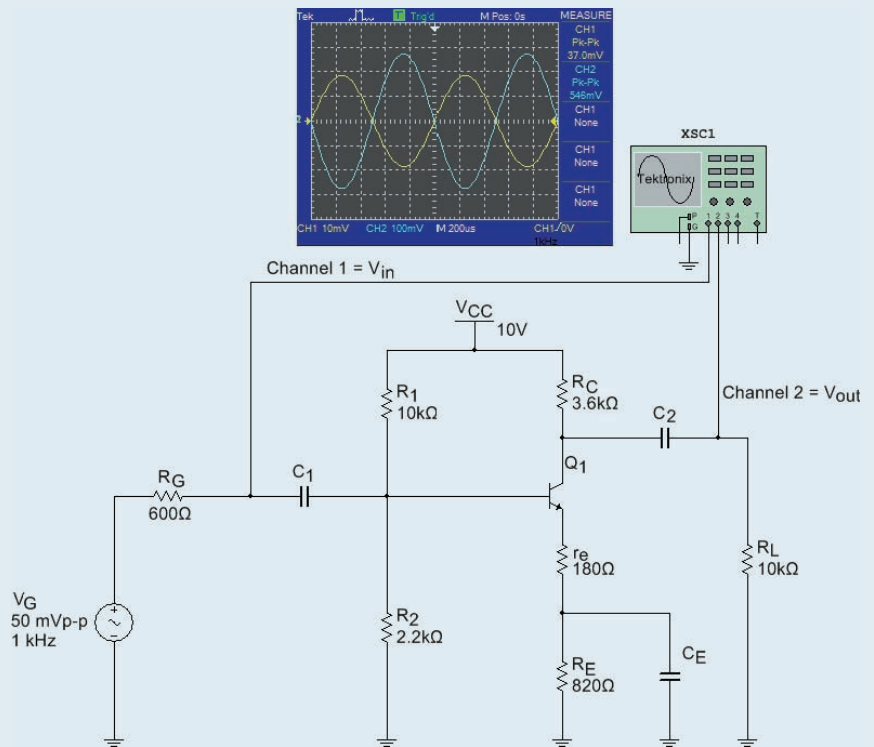 Tek T Trig'd M Pos: 0s MEASURE
CH1
Pk-Pk
37.0mV
CH2
Pk-Pk
546mV
CH1
None
CH1
None
CH1
None
CH1 10mV CH2 100mV M 200us CH1 /0V
1kHz
XSC1
Tektronix
P
G
1 2 3 4 T
Channel 1 = Vin
VCC
10V
R1
10kΩ
RC
3.6kΩ
Channel 2 = Vout
C2
Q1
RG
600Ω
C1
re
180Ω
RL
10kΩ
VG
50 mVp-p
1 kHz
R2
2.2kΩ
RE
820Ω
CE